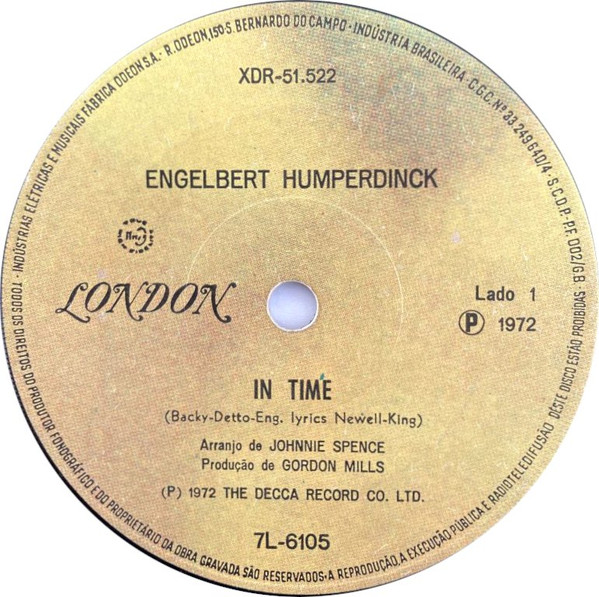 TODOS OS DIREITOS DO PRODUTOR FONOGRÁFICO E DO PROPRIETÁRIO DA OBRA GRAVADA SÃO RESERVADOS • A REPRODUÇÃO, A EXECUÇÃO PÚBLICA E RADIOTELEDIFUSÃO DÊSTE DISCO ESTÃO PROIBIDAS •
INDÚSTRIAS ELÉTRICAS E MUSICAIS FÁBRICA ODEON S.A. - R. ODEON, 150 S. BERNARDO DO CAMPO - INDÚSTRIA BRASILEIRA - C.G.C. Nº 33 249 640/4 - S.C.D.P. - P.F. 002/G.B
XDR-51.522
ENGELBERT HUMPERDINCK
LONDON
Lado 1
Ⓟ 1972
IN TIME
(Backy-Detto-Eng. lyrics Newell-King)
Arranjo de JOHNNIE SPENCE
Produção de GORDON MILLS
(P) 1972 THE DECCA RECORD CO. LTD.
7L-6105